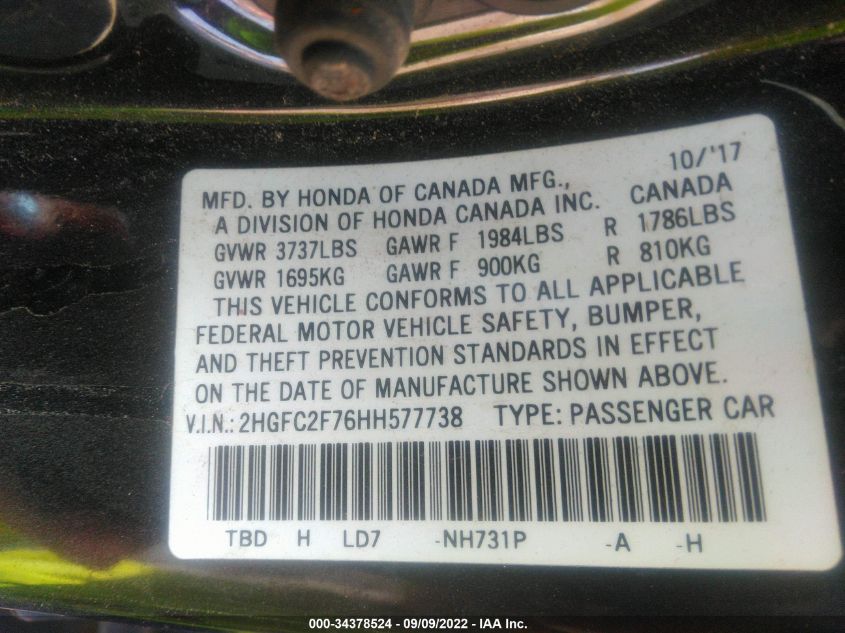 10/'17
MFD. BY HONDA OF CANADA MFG.,
A DIVISION OF HONDA CANADA INC. CANADA
GVWR 3737LBS GAWR F 1984LBS R 1786LBS
GVWR 1695KG GAWR F 900KG R 810KG
THIS VEHICLE CONFORMS TO ALL APPLICABLE
FEDERAL MOTOR VEHICLE SAFETY, BUMPER,
AND THEFT PREVENTION STANDARDS IN EFFECT
ON THE DATE OF MANUFACTURE SHOWN ABOVE.
V.I.N.: 2HGFC2F76HH577738 TYPE: PASSENGER CAR
TBD H LD7 -NH731P -A -H
000-34378524 - 09/09/2022 - IAA Inc.